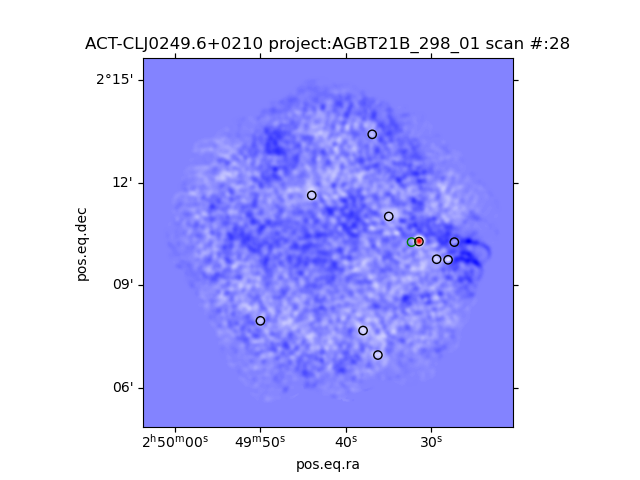 ACT-CLJ0249.6+0210 project:AGBT21B_298_01 scan #:28
2°15'
12'
09'
06'
2ʰ50ᵐ00ˢ 49ᵐ50ˢ 40ˢ 30ˢ
pos.eq.ra
pos.eq.dec